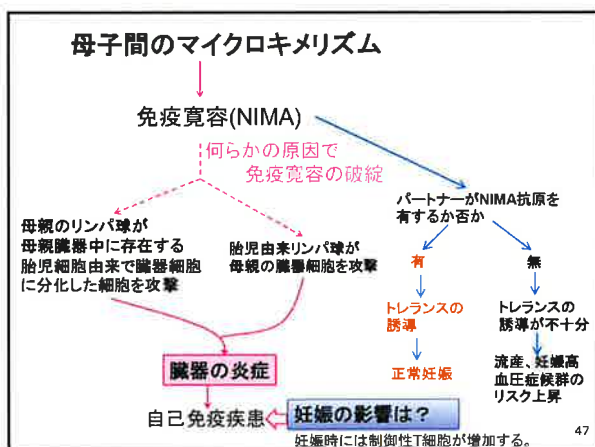 母子間のマイクロキメリズム
免疫寛容(NIMA)
何らかの原因で
免疫寛容の破綻
パートナーがNIMA抗原を
有するか否か
母親のリンパ球が
母親臓器中に存在する
胎児細胞由来で臓器細胞
に分化した細胞を攻撃
胎児由来リンパ球が
母親の臓器細胞を攻撃
有
無
トレランスの
誘導
トレランスの
誘導が不十分
正常妊娠
流産、妊娠高
血圧症候群の
リスク上昇
臓器の炎症
自己免疫疾患
妊娠の影響は?
妊娠時には制御性T細胞が増加する。
47